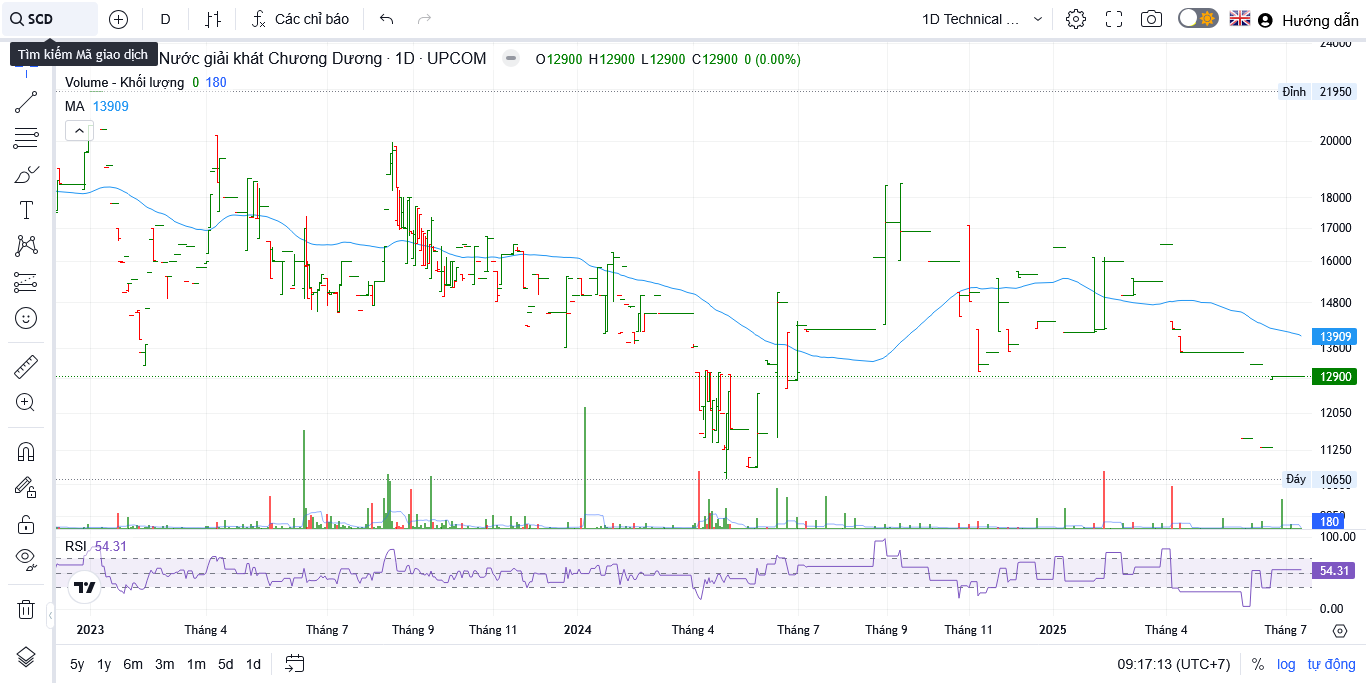 SCD
D
Các chỉ báo
1D Technical ...
Hướng dẫn
Tìm kiếm Mã giao dịch
Nước giải khát Chương Dương · 1D · UPCOM
O12900 H12900 L12900 C12900 0 (0.00%)
Volume - Khối lượng 0 180
MA 13909
24000
Đỉnh 21950
20000
18000
17000
16000
14800
13909
13600
12900
12050
11250
Đáy 10650
180
RSI 54.31
100.00
54.31
0.00
2023 Tháng 4 Tháng 7 Tháng 9 Tháng 11 2024 Tháng 4 Tháng 7 Tháng 9 Tháng 11 2025 Tháng 4 Tháng 7
5y 1y 6m 3m 1m 5d 1d
09:17:13 (UTC+7) % log tự động